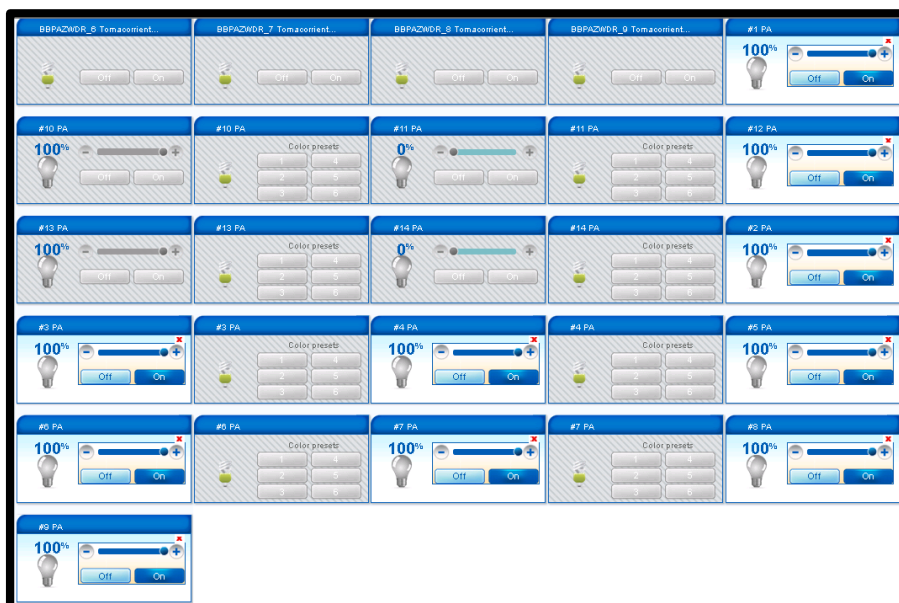 BBPAZWDR_6 Tomacorrient... BBPAZWDR_7 Tomacorrient... BBPAZWDR_8 Tomacorrient... BBPAZWDR_9 Tomacorrient... #1 PA
100%
Off On Off On Off On Off On Off On
#10 PA #10 PA #11 PA #11 PA #12 PA
100% Color presets 0% Color presets 100%
1 4 1 4
Off On 2 5 Off On 2 5 Off On
3 6 3 6
#13 PA #13 PA #14 PA #14 PA #2 PA
100% Color presets 0% Color presets 100%
1 4 1 4
Off On 2 5 Off On 2 5 Off On
3 6 3 6
#3 PA #3 PA #4 PA #4 PA #5 PA
100% Color presets 100% Color presets 100%
1 4 1 4
Off On 2 5 Off On 2 5 Off On
3 6 3 6
#6 PA #6 PA #7 PA #7 PA #8 PA
100% Color presets 100% Color presets 100%
1 4 1 4
Off On 2 5 Off On 2 5 Off On
3 6 3 6
#9 PA
100%
Off On